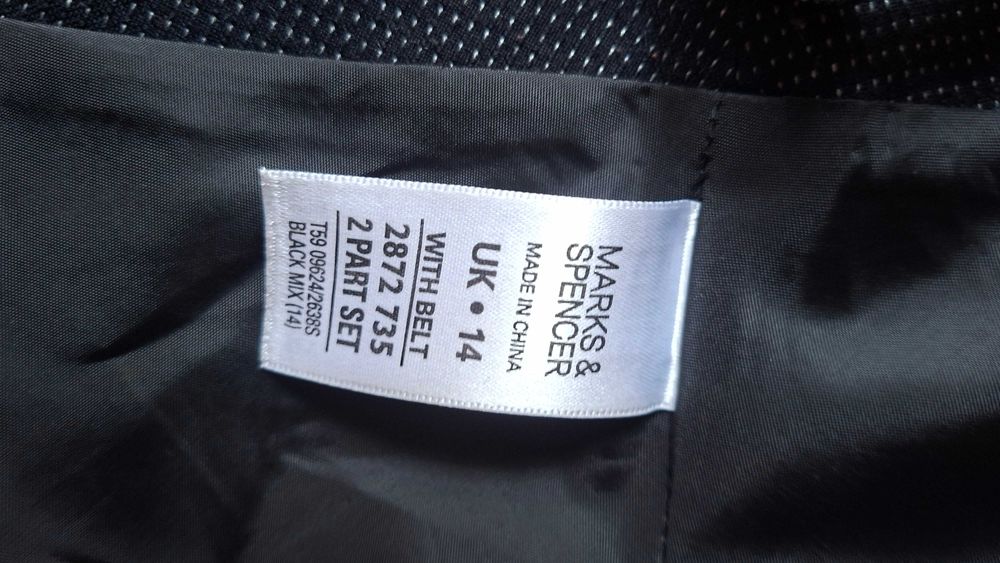 MARKS &
SPENCER
MADE IN CHINA
UK • 14
WITH BELT
2872 735
2 PART SET
T59 09624/2638S
BLACK MIX (14)